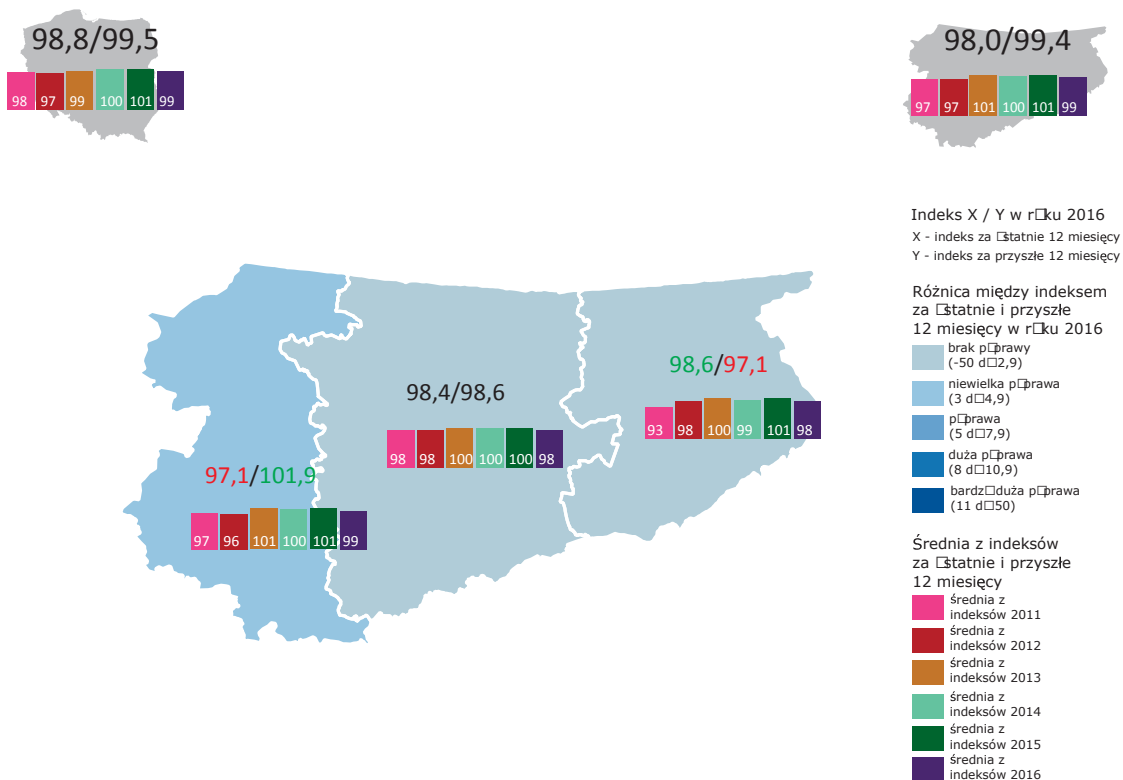 98,8/99,5
98 97 99 100 101 99
98,0/99,4
97 97 101 100 101 99
Indeks X / Y w r□ku 2016
X - indeks za □statnie 12 miesięcy
Y - indeks za przyszłe 12 miesięcy
Różnica między indeksem
za □statnie i przyszłe
12 miesięcy w r□ku 2016
brak p□prawy
(-50 d□2,9)
niewielka p□prawa
(3 d□4,9)
p□prawa
(5 d□7,9)
duża p□prawa
(8 d□10,9)
bardz□duża p□prawa
(11 d□50)
Średnia z indeksów
za □statnie i przyszłe
12 miesięcy
średnia z
indeksów 2011
średnia z
indeksów 2012
średnia z
indeksów 2013
średnia z
indeksów 2014
średnia z
indeksów 2015
średnia z
indeksów 2016
97,1/101,9
97 96 101 100 101 99
98,4/98,6
98 98 100 100 100 98
98,6/97,1
93 98 100 99 101 98